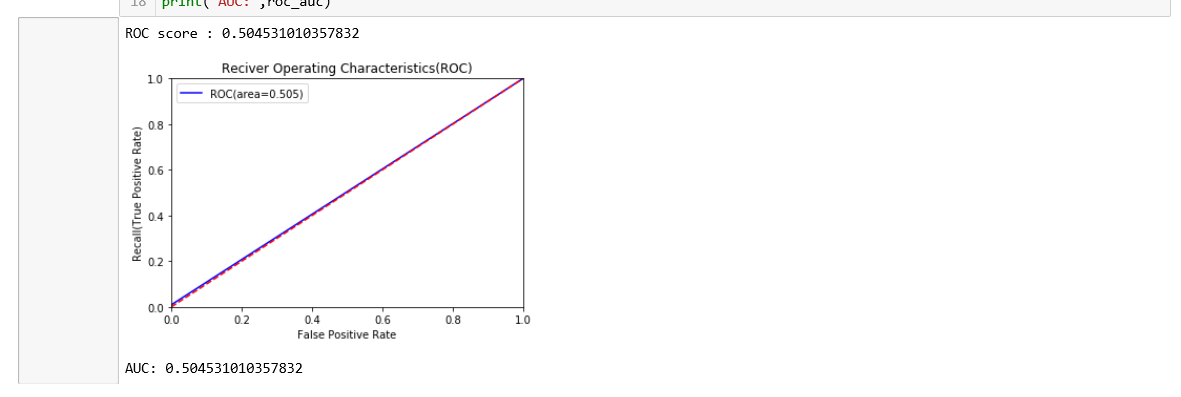 18 print("AUC:",roc_auc)
ROC score : 0.504531010357832
Reciver Operating Characteristics(ROC)
1.0
ROC(area=0.505)
0.8
0.6
0.4
0.2
0.0
Recall(True Positive Rate)
0.0 0.2 0.4 0.6 0.8 1.0
False Positive Rate
AUC: 0.504531010357832